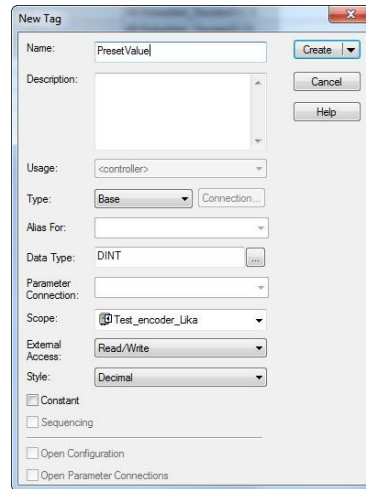 New Tag
Name: PresetValue Create
Description: Cancel
Help
Usage: <controller>
Type: Base Connection...
Alias For:
Data Type: DINT ...
Parameter
Connection:
Scope: Test_encoder_Lika
External
Access: Read/Write
Style: Decimal
Constant
Sequencing
Open Configuration
Open Parameter Connections